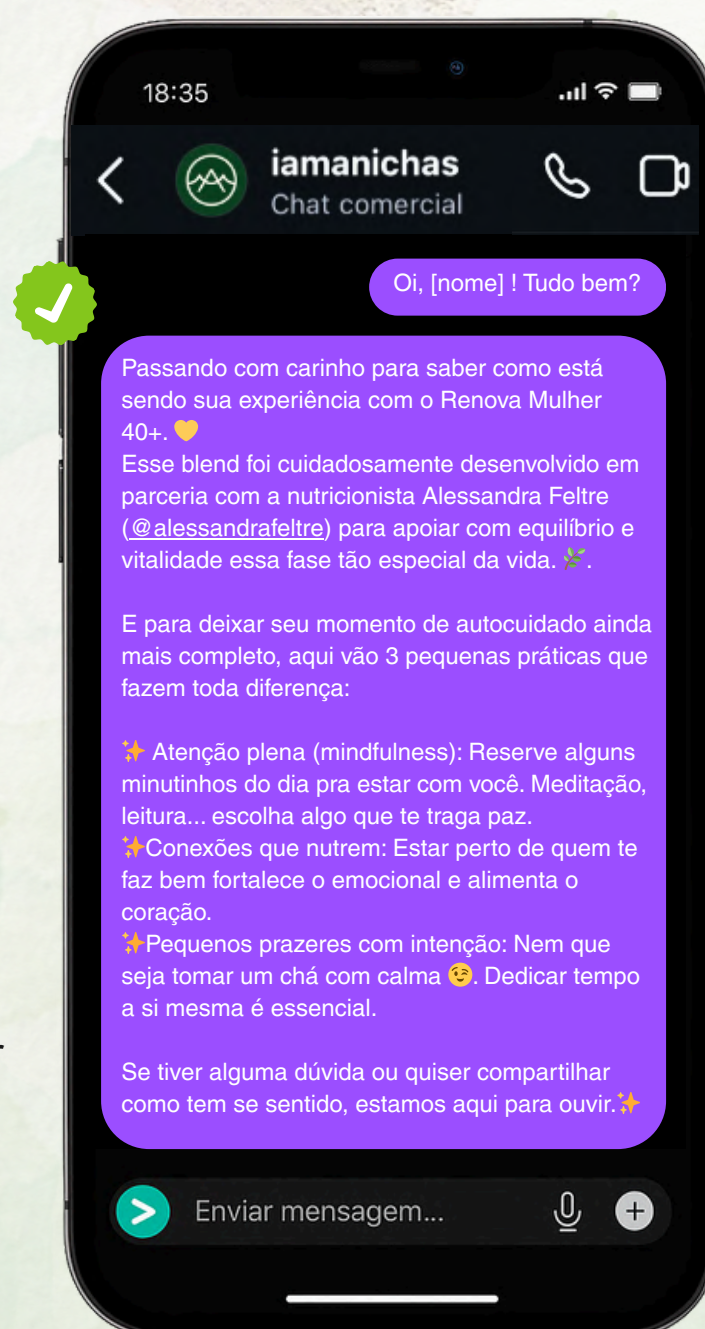 18:35
iamanichas
Chat comercial
Oi, [nome] ! Tudo bem?
Passando com carinho para saber como está
sendo sua experiência com o Renova Mulher
40+. 💛
Esse blend foi cuidadosamente desenvolvido em
parceria com a nutricionista Alessandra Feltre
(@alessandrafeltre) para apoiar com equilíbrio e
vitalidade essa fase tão especial da vida. 🌿.
E para deixar seu momento de autocuidado ainda
mais completo, aqui vão 3 pequenas práticas que
fazem toda diferença:
✨ Atenção plena (mindfulness): Reserve alguns
minutinhos do dia pra estar com você. Meditação,
leitura... escolha algo que te traga paz.
✨Conexões que nutrem: Estar perto de quem te
faz bem fortalece o emocional e alimenta o
coração.
✨Pequenos prazeres com intenção: Nem que
seja tomar um chá com calma 😉. Dedicar tempo
a si mesma é essencial.
Se tiver alguma dúvida ou quiser compartilhar
como tem se sentido, estamos aqui para ouvir.✨
Enviar mensagem...